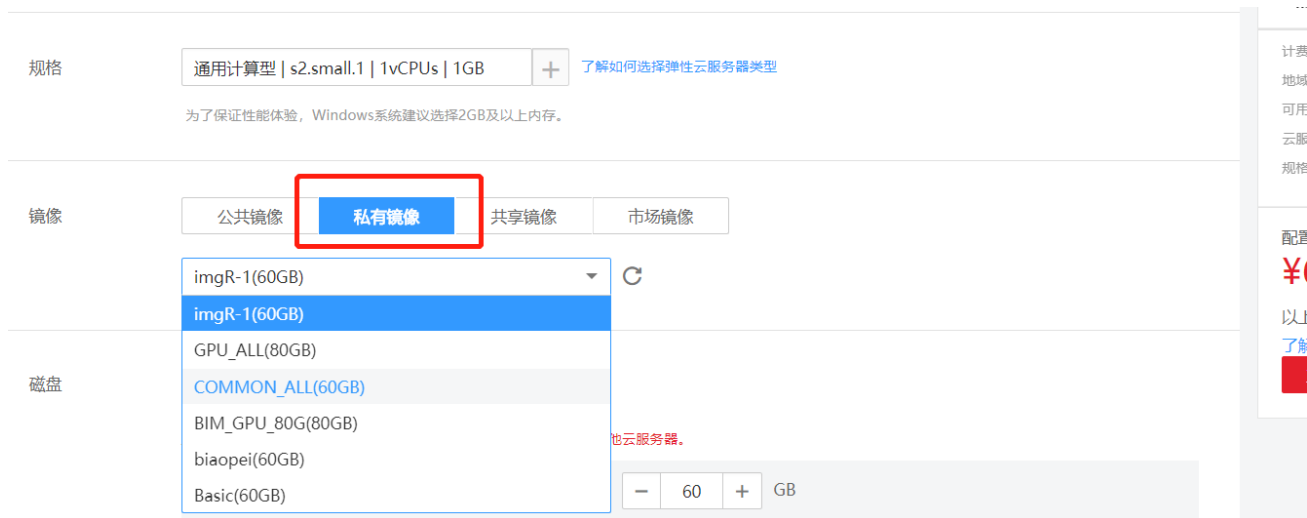 规格
通用计算型 | s2.small.1 | 1vCPUs | 1GB
了解如何选择弹性云服务器类型
为了保证性能体验，Windows系统建议选择2GB及以上内存。
镜像
公共镜像
私有镜像
共享镜像
市场镜像
imgR-1(60GB)
imgR-1(60GB)
GPU_ALL(80GB)
COMMON_ALL(60GB)
BIM_GPU_80G(80GB)
biaopei(60GB)
Basic(60GB)
磁盘
他云服务器。
60
GB
计费
地域
可用
云服
规格
配置
¥
以上
了解